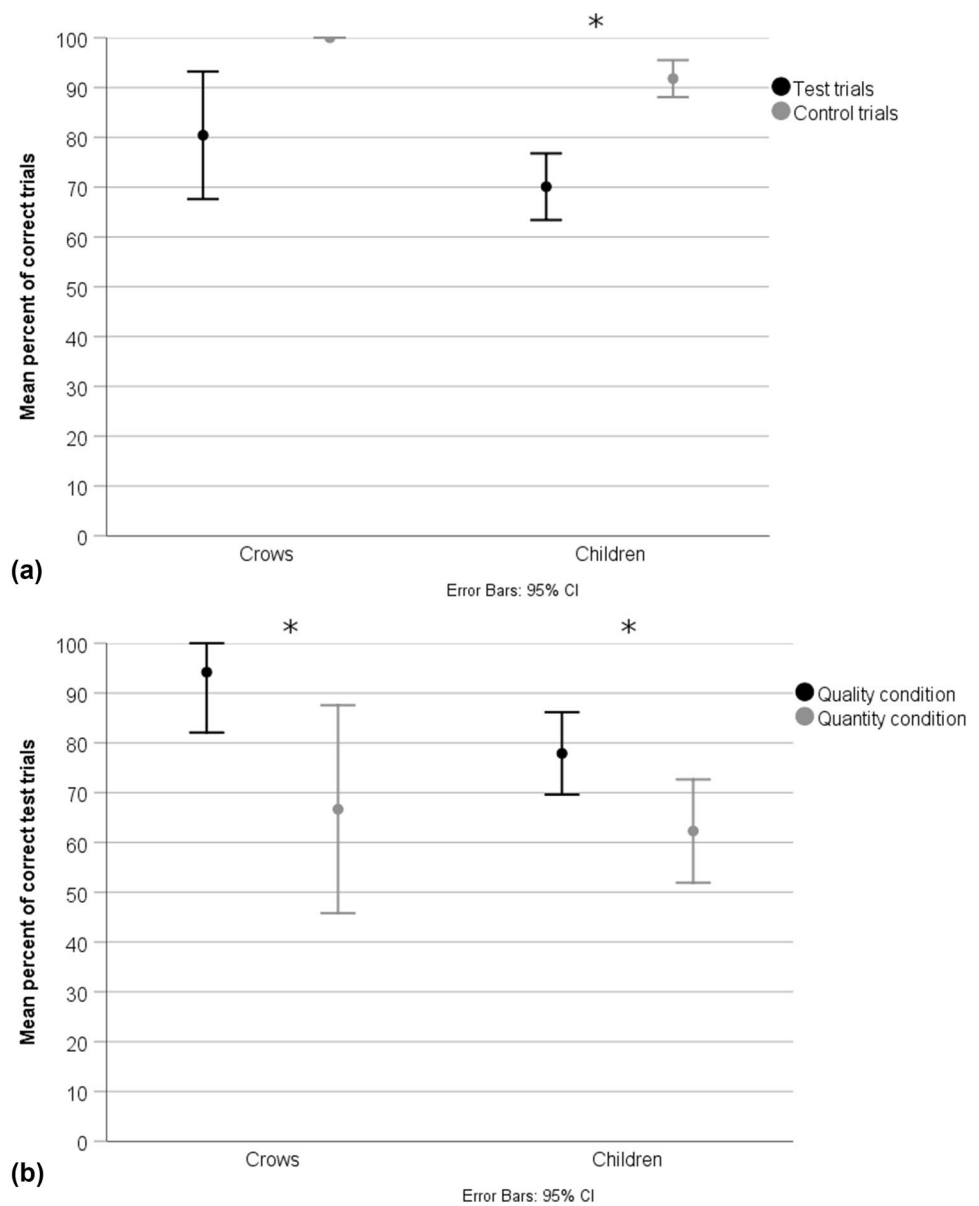 (a)
*
100
90
80
70
60
50
40
30
20
10
0
Mean percent of correct trials
Test trials
Control trials
Crows
Children
Error Bars: 95% CI
(b)
* *
100
90
80
70
60
50
40
30
20
10
0
Mean percent of correct test trials
Quality condition
Quantity condition
Crows
Children
Error Bars: 95% CI